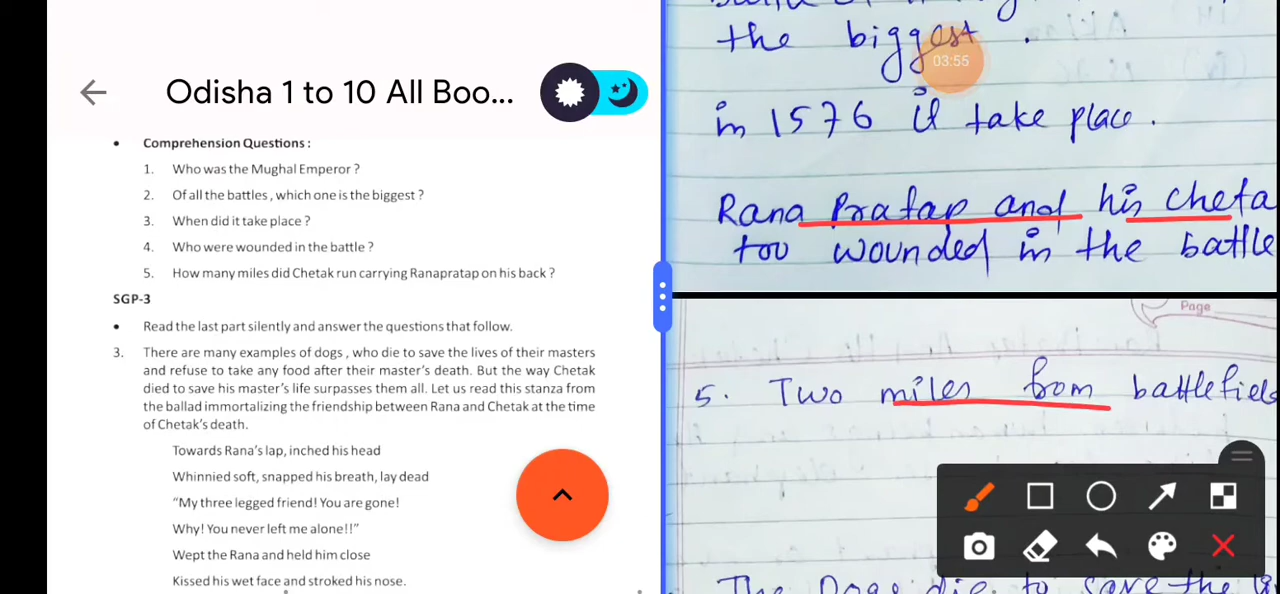 Odisha 1 to 10 All Boo...
• Comprehension Questions :
1. Who was the Mughal Emperor ?
2. Of all the battles , which one is the biggest ?
3. When did it take place ?
4. Who were wounded in the battle ?
5. How many miles did Chetak run carrying Ranapratap on his back ?
SGP-3
• Read the last part silently and answer the questions that follow.
3. There are many examples of dogs , who die to save the lives of their masters
and refuse to take any food after their master's death. But the way Chetak
died to save his master's life surpasses them all. Let us read this stanza from
the ballad immortalizing the friendship between Rana and Chetak at the time
of Chetak's death.
Towards Rana's lap, inched his head
Whinnied soft, snapped his breath, lay dead
"My three legged friend! You are gone!
Why! You never left me alone!!"
Wept the Rana and held him close
Kissed his wet face and stroked his nose.
the biggest .
03:55
in 1576 it take place .
Rana Pratap and his cheta
too wounded in the battle
Page
5. Two miles from battlefiel
The Dogs die to save the